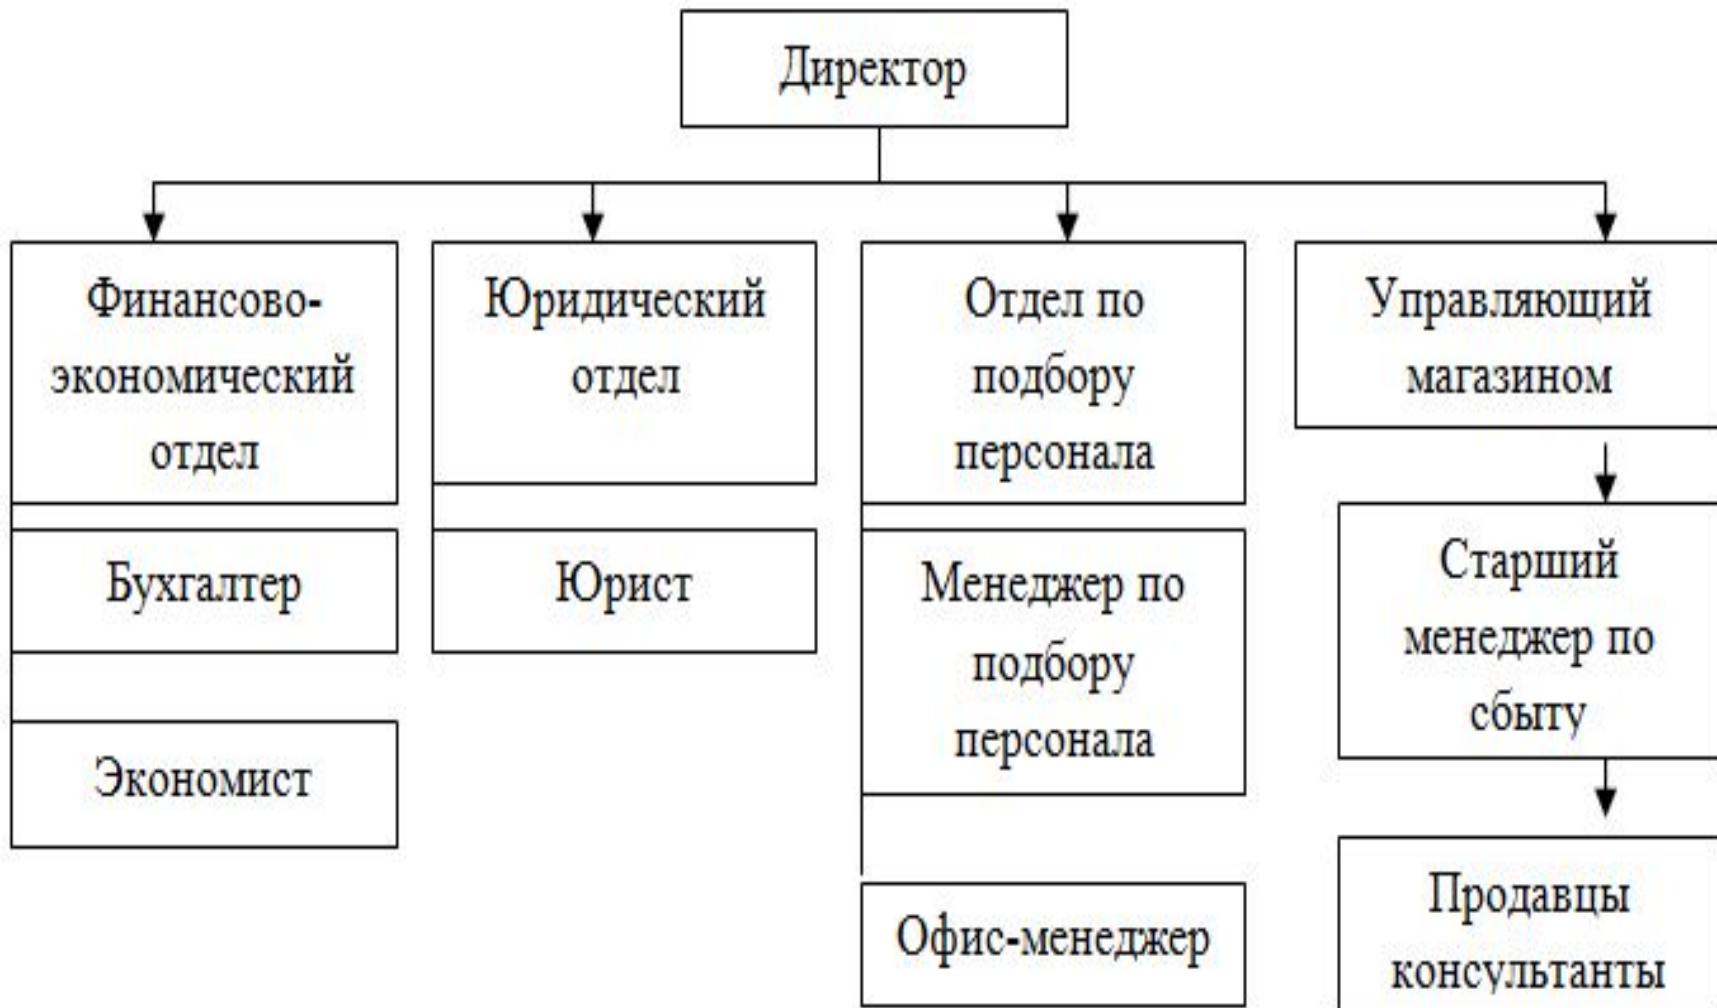 Директор
Финансово-
экономический
отдел
Юридический
отдел
Отдел по
подбору
персонала
Управляющий
магазином
Бухгалтер
Юрист
Менеджер по
подбору
персонала
Старший
менеджер по
сбыту
Экономист
Офис-менеджер
Продавцы
консультанты